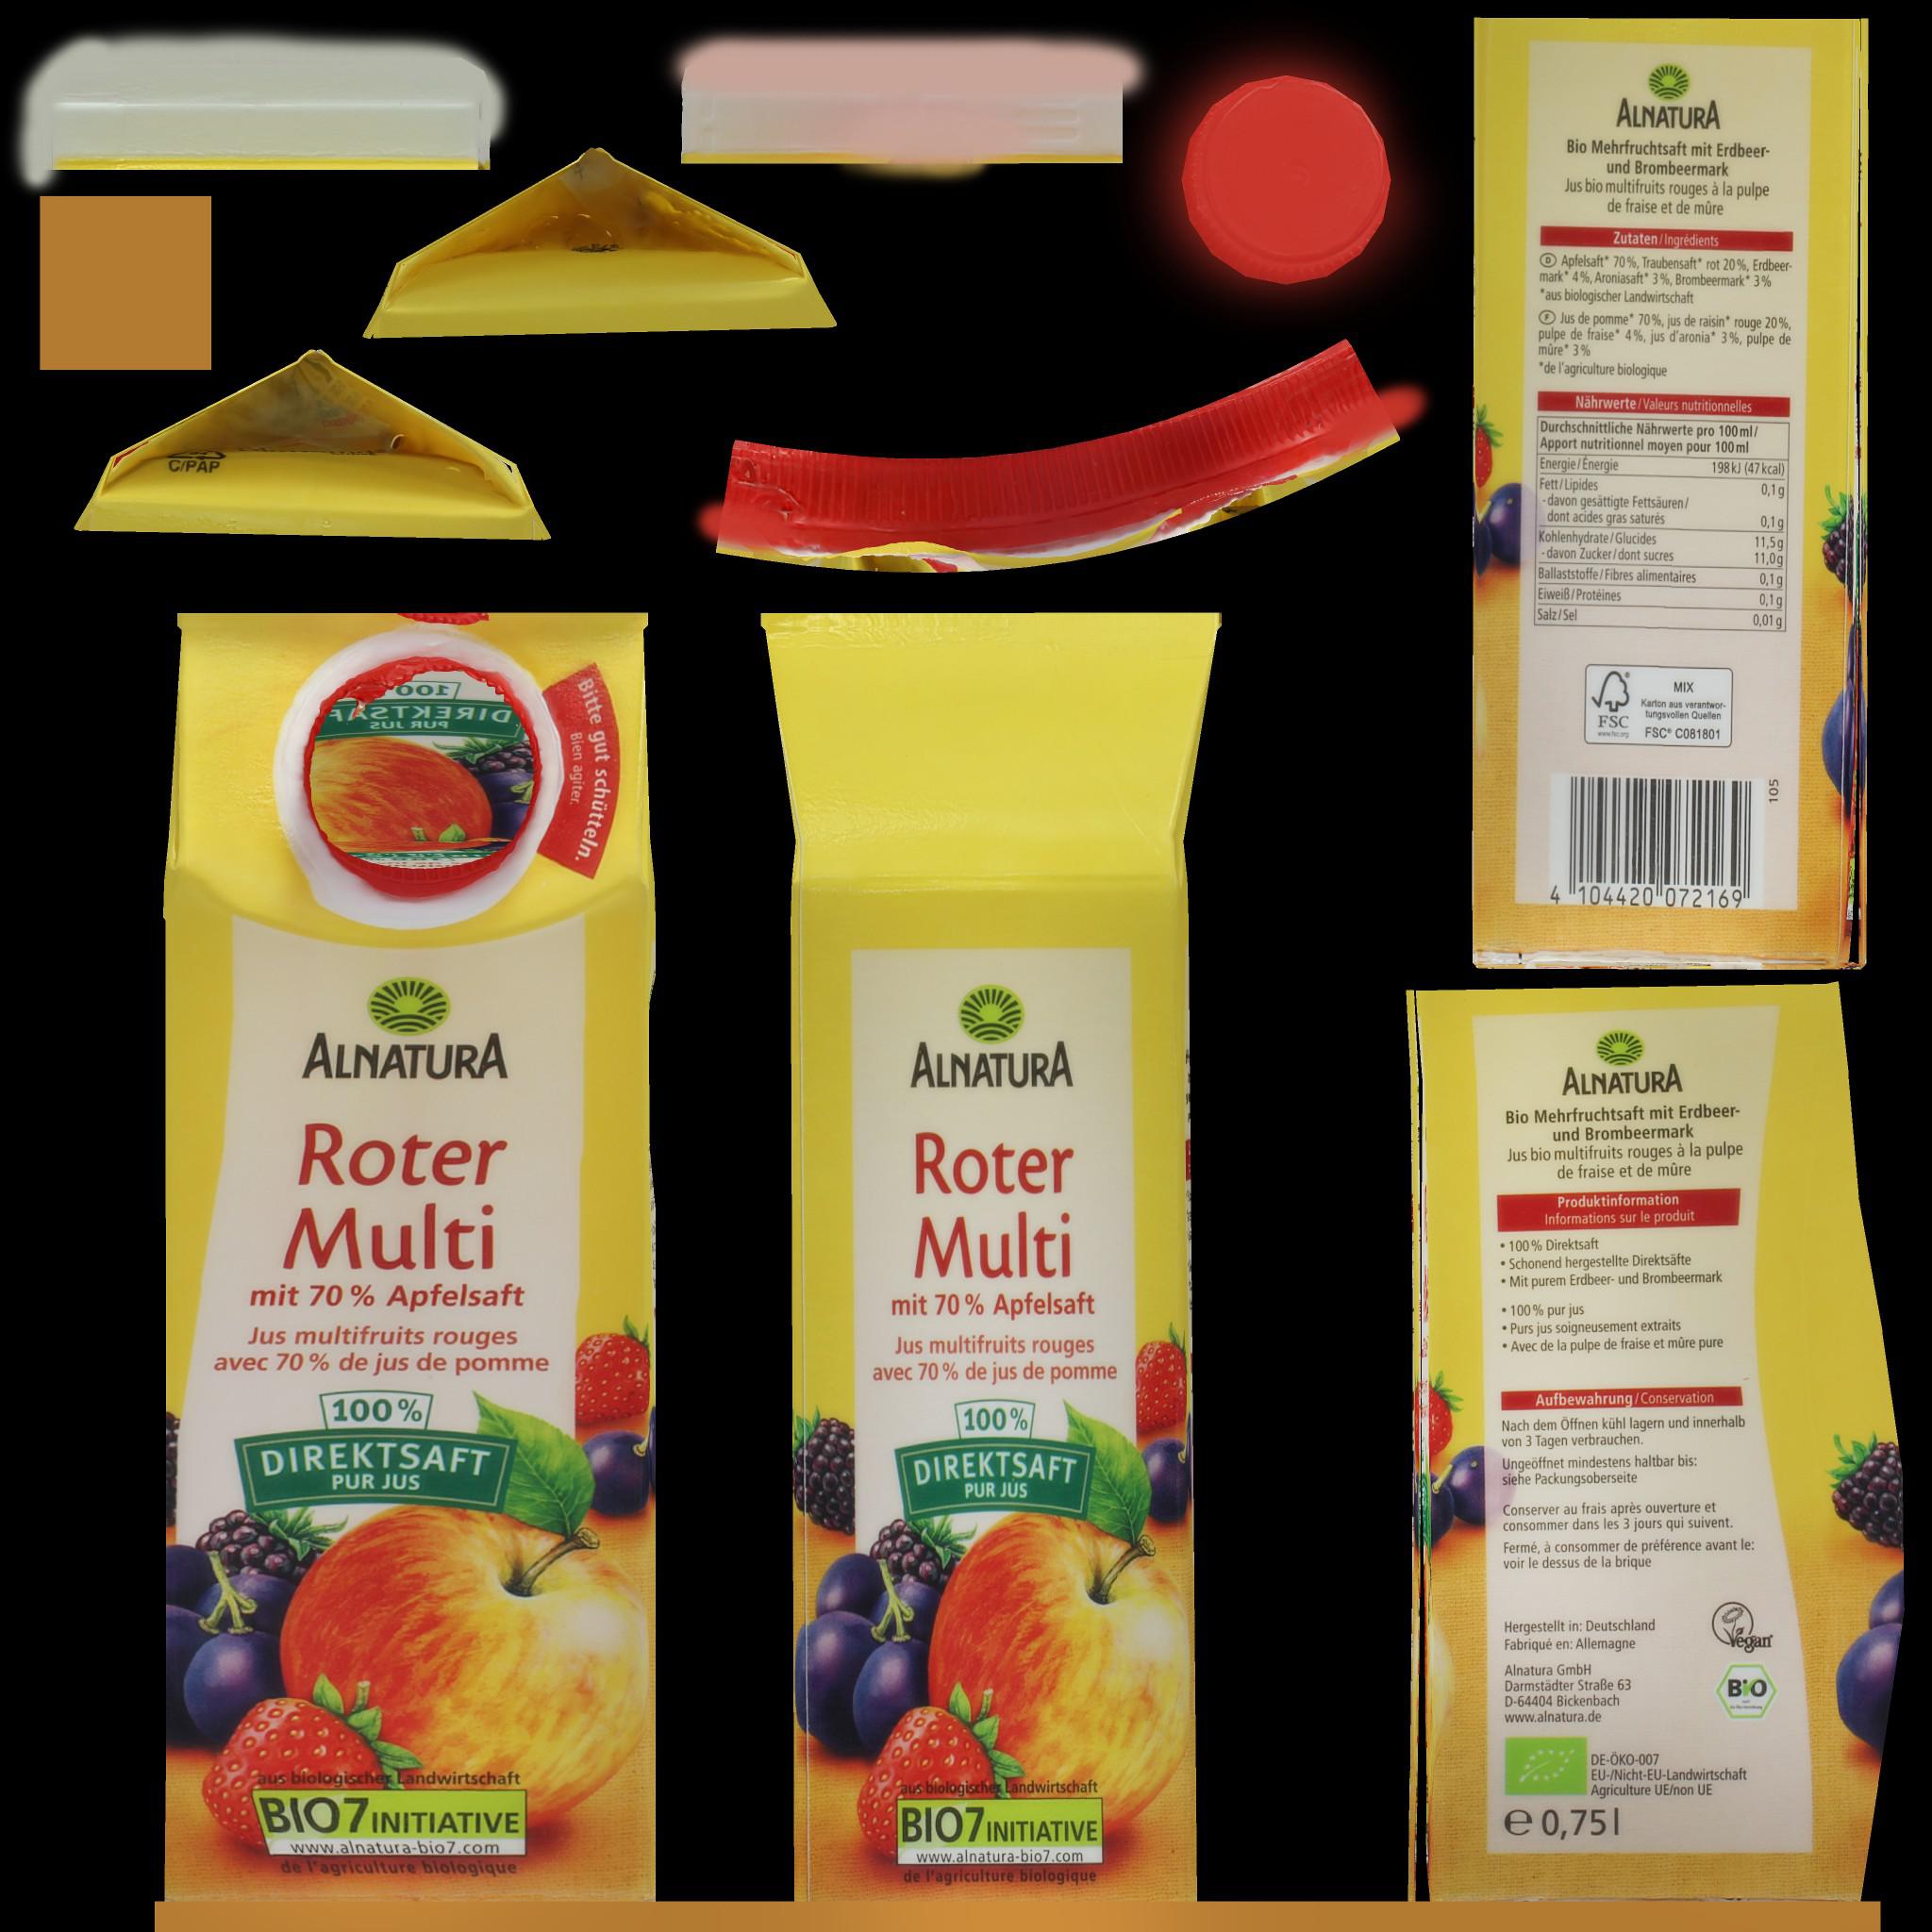 C/PAP
100
DIREKTSAF
PUR JUS
Bitte gut schütteln.
Bien agiter.
ALNATURA
Roter
Multi
mit 70 % Apfelsaft
Jus multifruits rouges
avec 70 % de jus de pomme
100 %
DIREKTSAFT
PUR JUS
aus biologischer Landwirtschaft
BIO7 INITIATIVE
www.alnatura-bio7.com
de l'agriculture biologique
ALNATURA
Roter
Multi
mit 70 % Apfelsaft
Jus multifruits rouges
avec 70 % de jus de pomme
100 %
DIREKTSAFT
PUR JUS
aus biologischer Landwirtschaft
BIO7 INITIATIVE
www.alnatura-bio7.com
de l'agriculture biologique
ALNATURA
Bio Mehrfruchtsaft mit Erdbeer-
und Brombeermark
Jus bio multifruits rouges à la pulpe
de fraise et de mûre
Zutaten/Ingrédients
D Apfelsaft* 70 %, Traubensaft* rot 20 %, Erdbeer-
mark* 4 %, Aroniasaft* 3 %, Brombeermark* 3 %
*aus biologischer Landwirtschaft
F Jus de pomme* 70 %, jus de raisin* rouge 20 %,
pulpe de fraise* 4 %, jus d'aronia* 3 %, pulpe de
mûre* 3 %
*de l'agriculture biologique
Nährwerte/Valeurs nutritionnelles
Durchschnittliche Nährwerte pro 100 ml/
Apport nutritionnel moyen pour 100 ml
Energie/Énergie 198 kJ (47 kcal)
Fett/Lipides 0,1 g
- davon gesättigte Fettsäuren/
dont acides gras saturés 0,1 g
Kohlenhydrate/Glucides 11,5 g
- davon Zucker/dont sucres 11,0 g
Ballaststoffe/Fibres alimentaires 0,1 g
Eiweiß/Protéines 0,1 g
Salz/Sel 0,01 g
FSC
www.fsc.org
MIX
Karton aus verantwor-
tungsvollen Quellen
FSC® C081801
105
4 104420 072169
ALNATURA
Bio Mehrfruchtsaft mit Erdbeer-
und Brombeermark
Jus bio multifruits rouges à la pulpe
de fraise et de mûre
Produktinformation
Informations sur le produit
• 100 % Direktsaft
• Schonend hergestellte Direktsäfte
• Mit purem Erdbeer- und Brombeermark
• 100 % pur jus
• Purs jus soigneusement extraits
• Avec de la pulpe de fraise et mûre pure
Aufbewahrung/Conservation
Nach dem Öffnen kühl lagern und innerhalb
von 3 Tagen verbrauchen.
Ungeöffnet mindestens haltbar bis:
siehe Packungsoberseite
Conserver au frais après ouverture et
consommer dans les 3 jours qui suivent.
Fermé, à consommer de préférence avant le:
voir le dessus de la brique
Hergestellt in: Deutschland
Fabriqué en: Allemagne
Vegan
Alnatura GmbH
Darmstädter Straße 63
D-64404 Bickenbach
www.alnatura.de
BIO
DE-ÖKO-007
EU-/Nicht-EU-Landwirtschaft
Agriculture UE/non UE
e 0,75 l